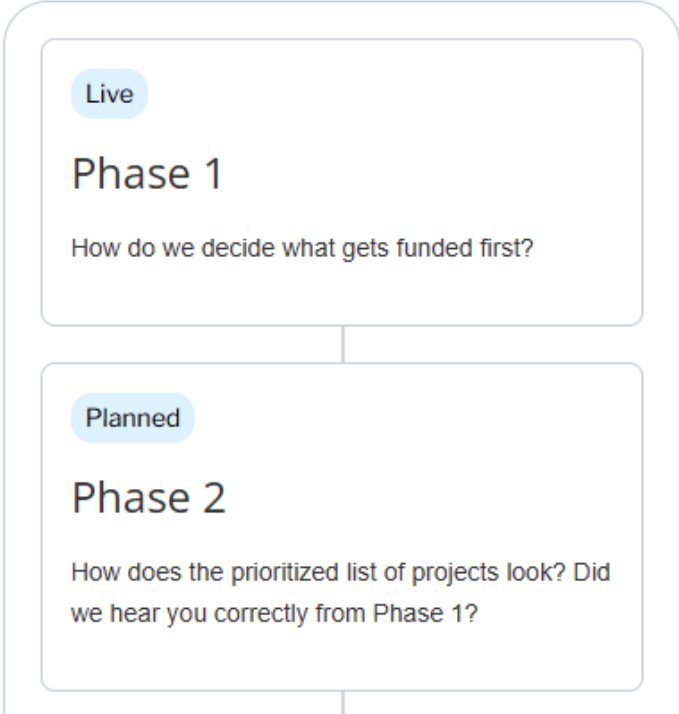 Live
Phase 1
How do we decide what gets funded first?
Planned
Phase 2
How does the prioritized list of projects look? Did
we hear you correctly from Phase 1?